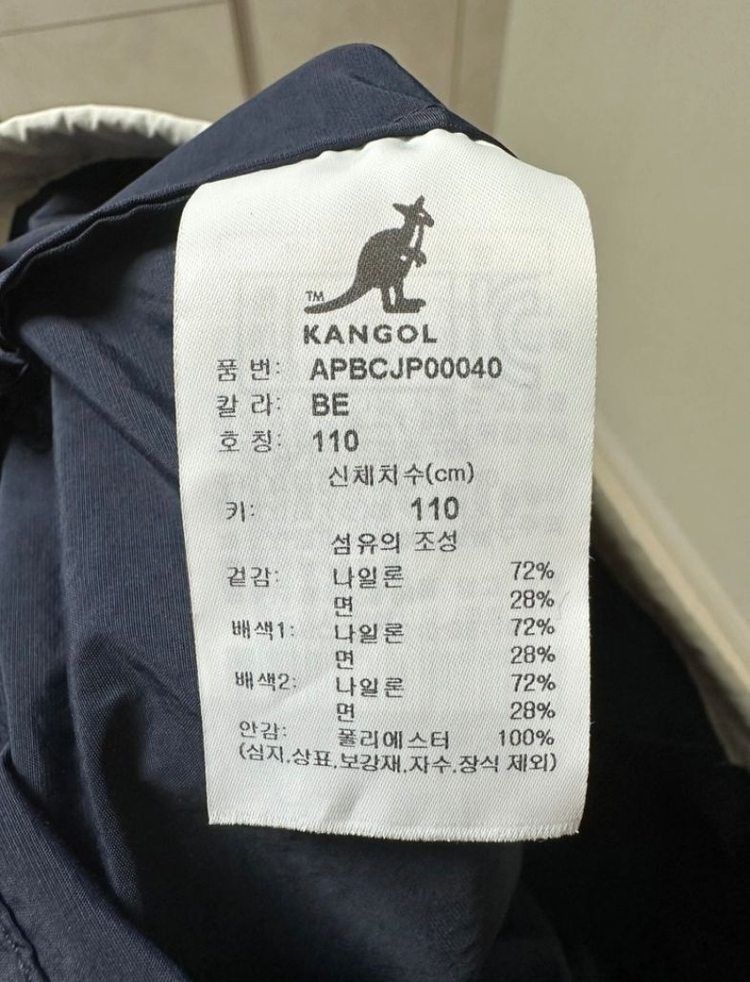 TM
KANGOL
품 번: APBCJP00040
칼 라: BE
호 칭: 110
신체치수(cm)
키: 110
섬유의 조성
겉감: 나일론 72%
면 28%
배색1: 나일론 72%
면 28%
배색2: 나일론 72%
면 28%
안감: 폴리에스터 100%
(심지,상표,보강재,자수,장식 제외)